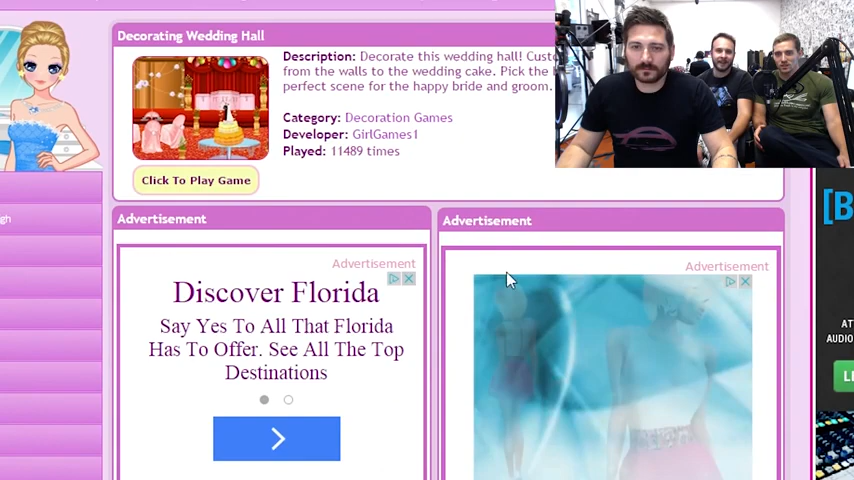 Decorating Wedding Hall
Description: Decorate this wedding hall!
from the walls to the wedding cake. Pick the
perfect scene for the happy bride and groom.
Category: Decoration Games
Developer: GirlGames1
Played: 11489 times
Click To Play Game
gh
Advertisement
Advertisement
Advertisement
Discover Florida
Say Yes To All That Florida
Has To Offer. See All The Top
Destinations
Advertisement
[B
AT
AUDIO